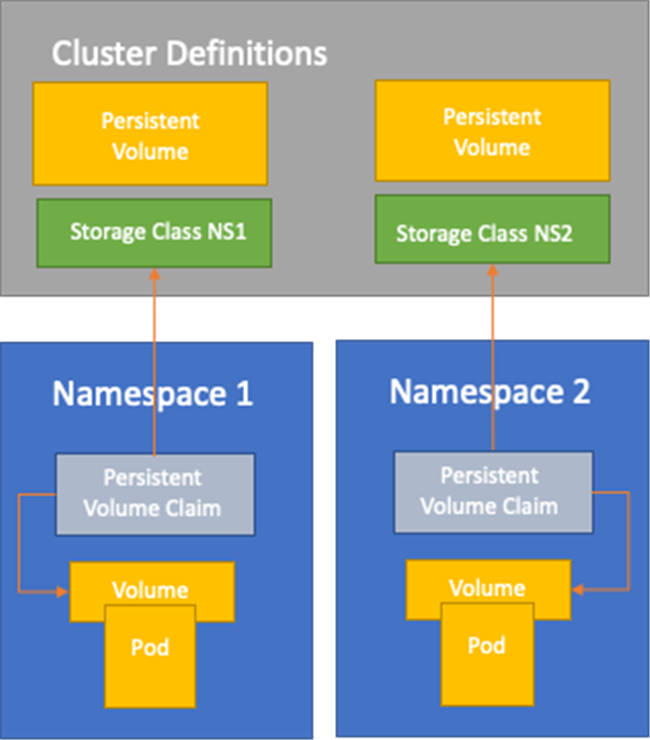 Cluster Definitions
Persistent
Volume
Storage Class NS1
Persistent
Volume
Storage Class NS2
Namespace 1
Persistent
Volume Claim
Volume
Pod
Namespace 2
Persistent
Volume Claim
Volume
Pod